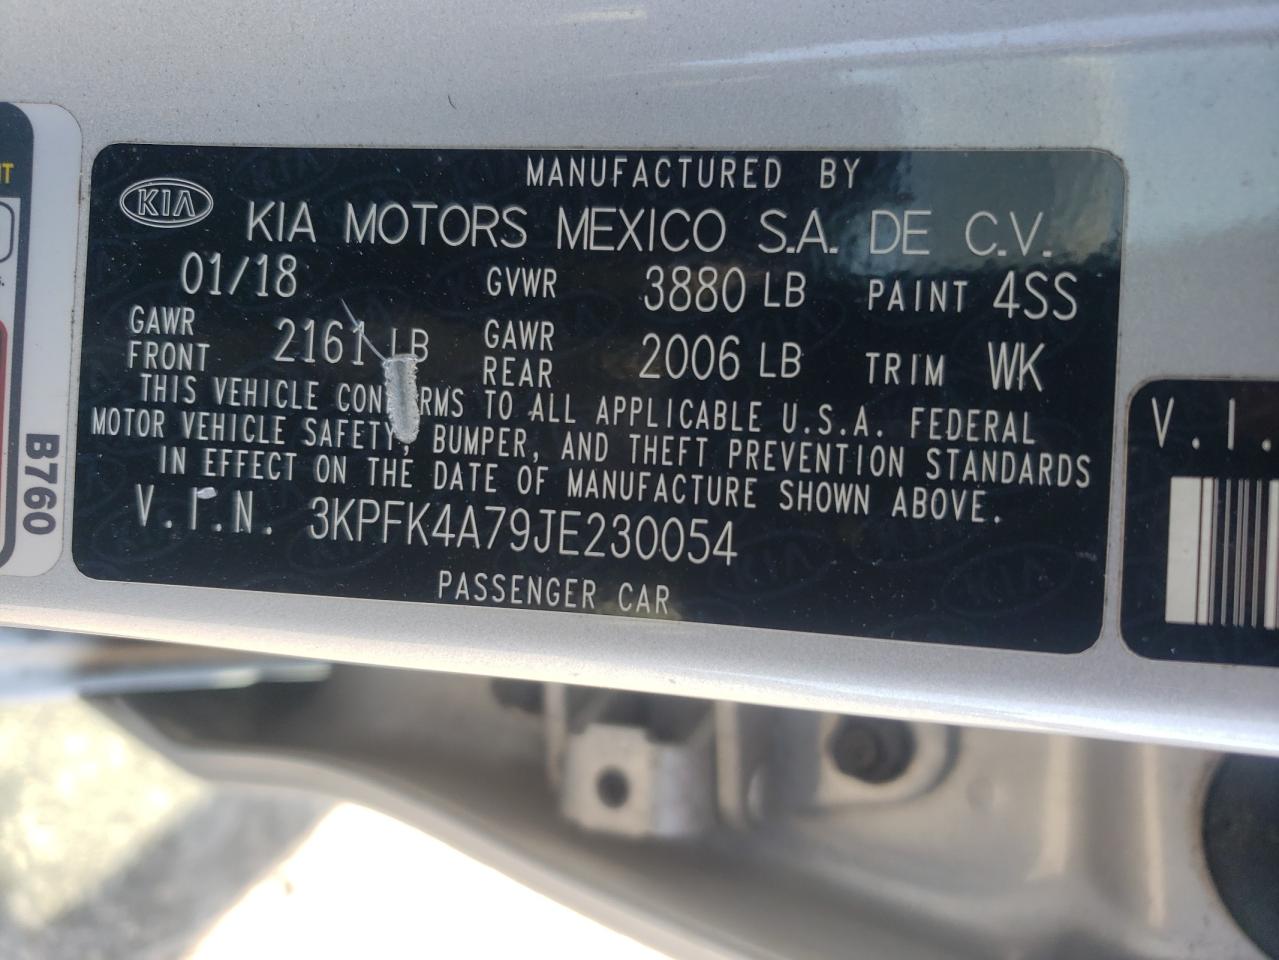 MANUFACTURED BY
KIA KIA MOTORS MEXICO S.A. DE C.V.
01/18 GVWR 3880 LB PAINT 4SS
GAWR FRONT 2161 LB GAWR REAR 2006 LB TRIM WK
THIS VEHICLE CON RMS TO ALL APPLICABLE U.S.A. FEDERAL
MOTOR VEHICLE SAFETY, BUMPER, AND THEFT PREVENTION STANDARDS
IN EFFECT ON THE DATE OF MANUFACTURE SHOWN ABOVE.
V.I.N. 3KPFK4A79JE230054
PASSENGER CAR
B760
V.I.